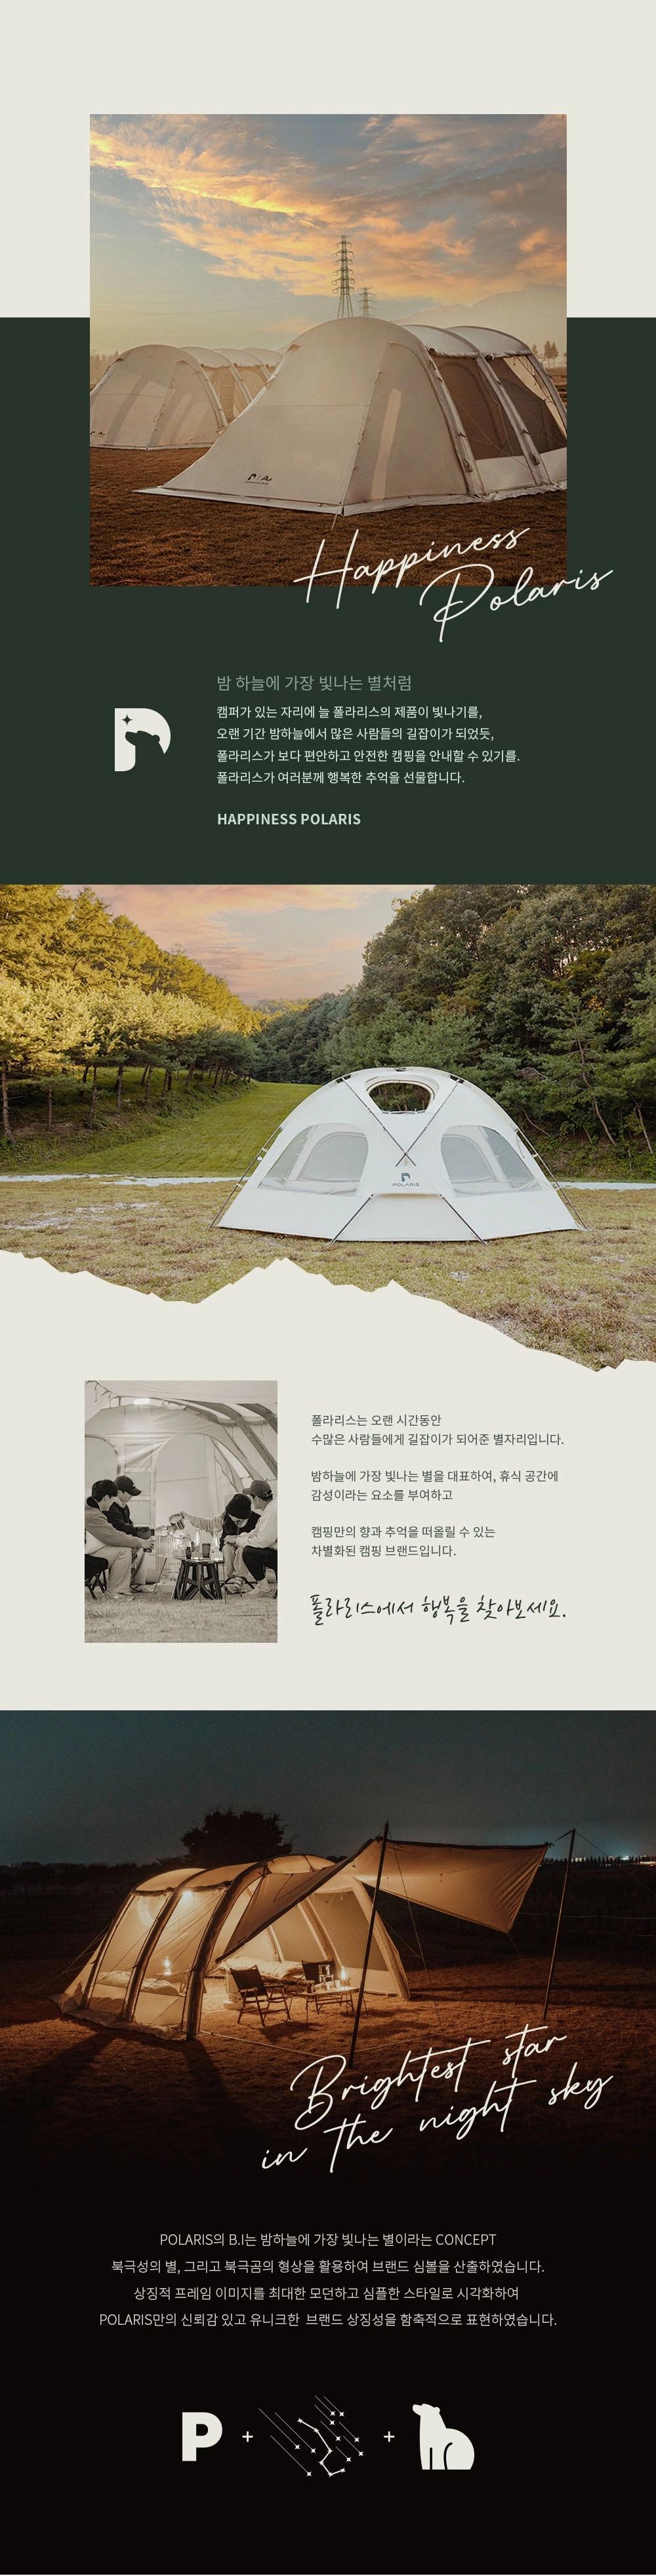 Happiness
Polaris
밤 하늘에 가장 빛나는 별처럼
캠퍼가 있는 자리에 늘 폴라리스의 제품이 빛나기를,
오랜 기간 밤하늘에서 많은 사람들의 길잡이가 되었듯,
폴라리스가 보다 편안하고 안전한 캠핑을 안내할 수 있기를.
폴라리스가 여러분께 행복한 추억을 선물합니다.
HAPPINESS POLARIS
POLARIS
폴라리스는 오랜 시간동안
수많은 사람들에게 길잡이가 되어준 별자리입니다.
밤하늘에 가장 빛나는 별을 대표하여, 휴식 공간에
감성이라는 요소를 부여하고
캠핑만의 향과 추억을 떠올릴 수 있는
차별화된 캠핑 브랜드입니다.
폴라리스에서 행복을 찾아보세요.
Brightest star
in the night sky
POLARIS의 B.I는 밤하늘에 가장 빛나는 별이라는 CONCEPT
북극성의 별, 그리고 북극곰의 형상을 활용하여 브랜드 심볼을 산출하였습니다.
상징적 프레임 이미지를 최대한 모던하고 심플한 스타일로 시각화하여
POLARIS만의 신뢰감 있고 유니크한 브랜드 상징성을 함축적으로 표현하였습니다.
P + +